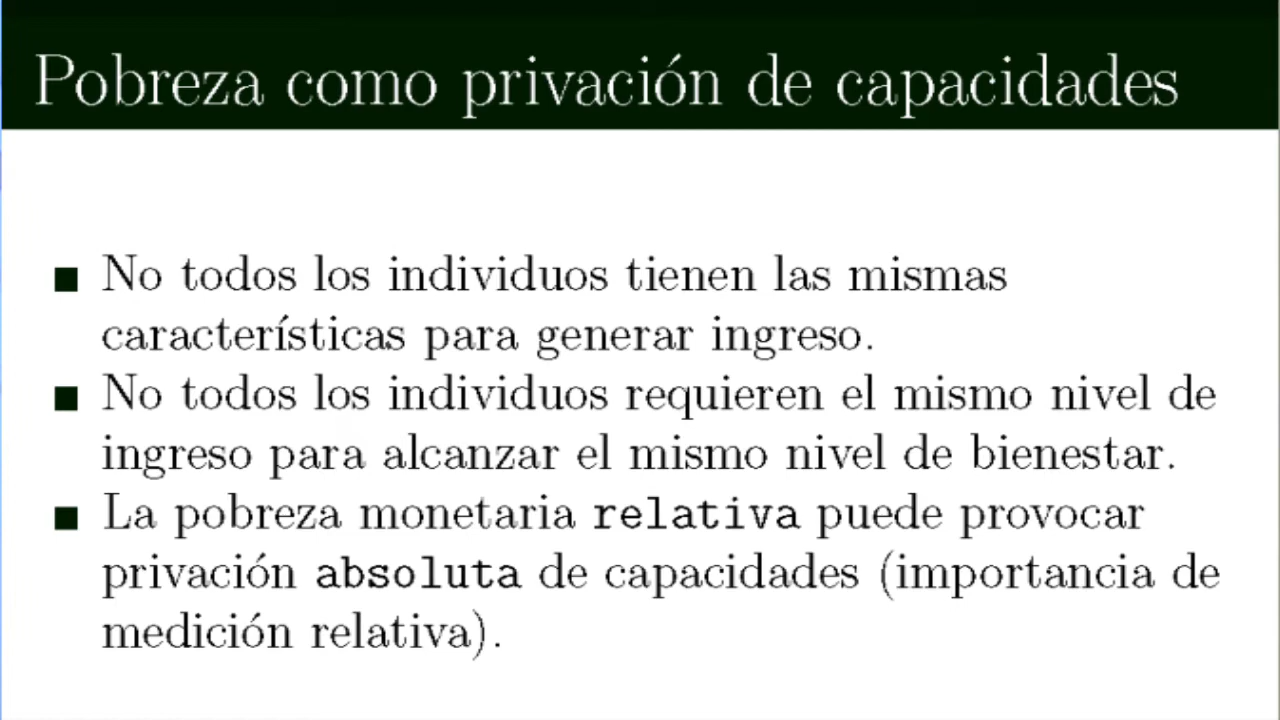 Pobreza como privación de capacidades
No todos los individuos tienen las mismas
características para generar ingreso.
No todos los individuos requieren el mismo nivel de
ingreso para alcanzar el mismo nivel de bienestar.
La pobreza monetaria relativa puede provocar
privación absoluta de capacidades (importancia de
medición relativa).